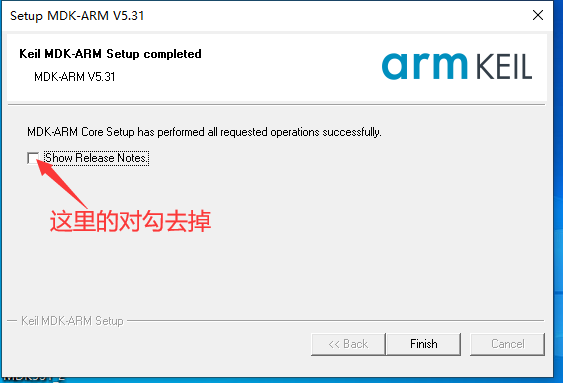 Setup MDK-ARM V5.31
Keil MDK-ARM Setup completed
MDK-ARM V5.31
arm KEIL
MDK-ARM Core Setup has performed all requested operations successfully.
Show Release Notes.
这里的对勾去掉
Keil MDK-ARM Setup
<< Back
Finish
Cancel